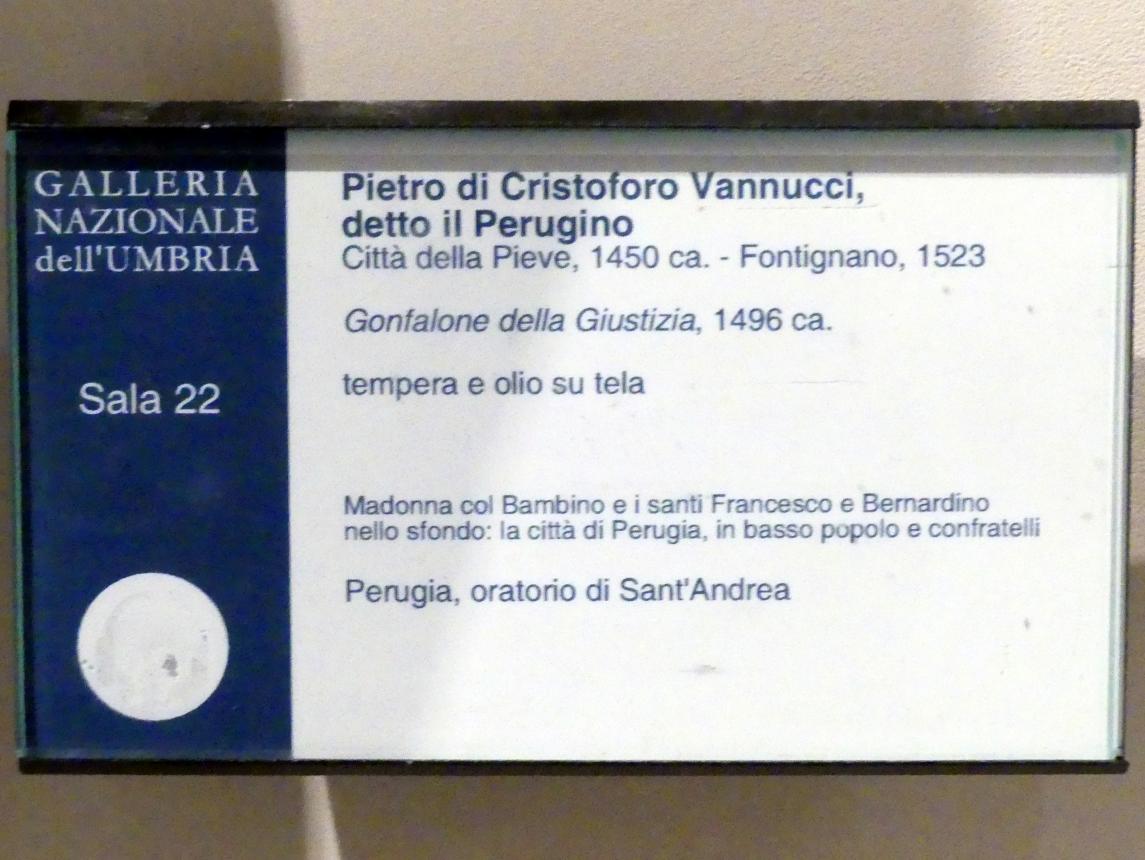 GALLERIA
NAZIONALE
dell'UMBRIA
Sala 22
Pietro di Cristoforo Vannucci,
detto il Perugino
Città della Pieve, 1450 ca. - Fontignano, 1523
Gonfalone della Giustizia, 1496 ca.
tempera e olio su tela
Madonna col Bambino e i santi Francesco e Bernardino
nello sfondo: la città di Perugia, in basso popolo e confratelli
Perugia, oratorio di Sant'Andrea